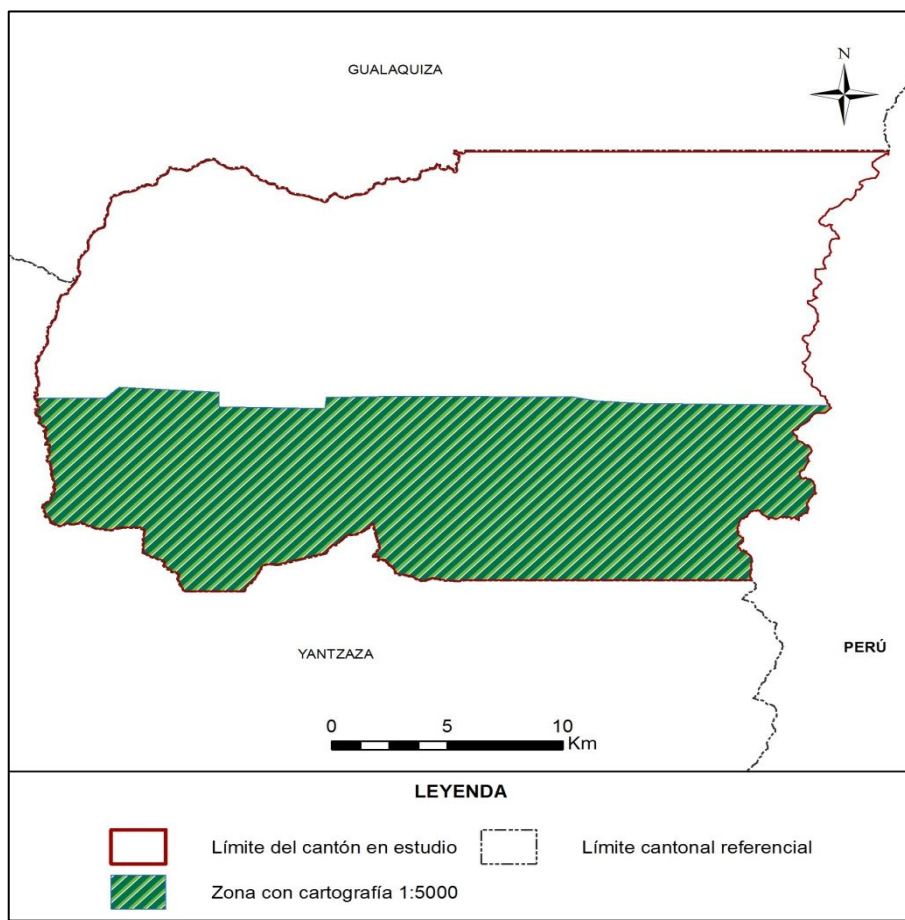 GUALAQUIZA
N
YANTZAZA
PERÚ
0 5 10
Km
LEYENDA
Límite del cantón en estudio
Límite cantonal referencial
Zona con cartografía 1:5000